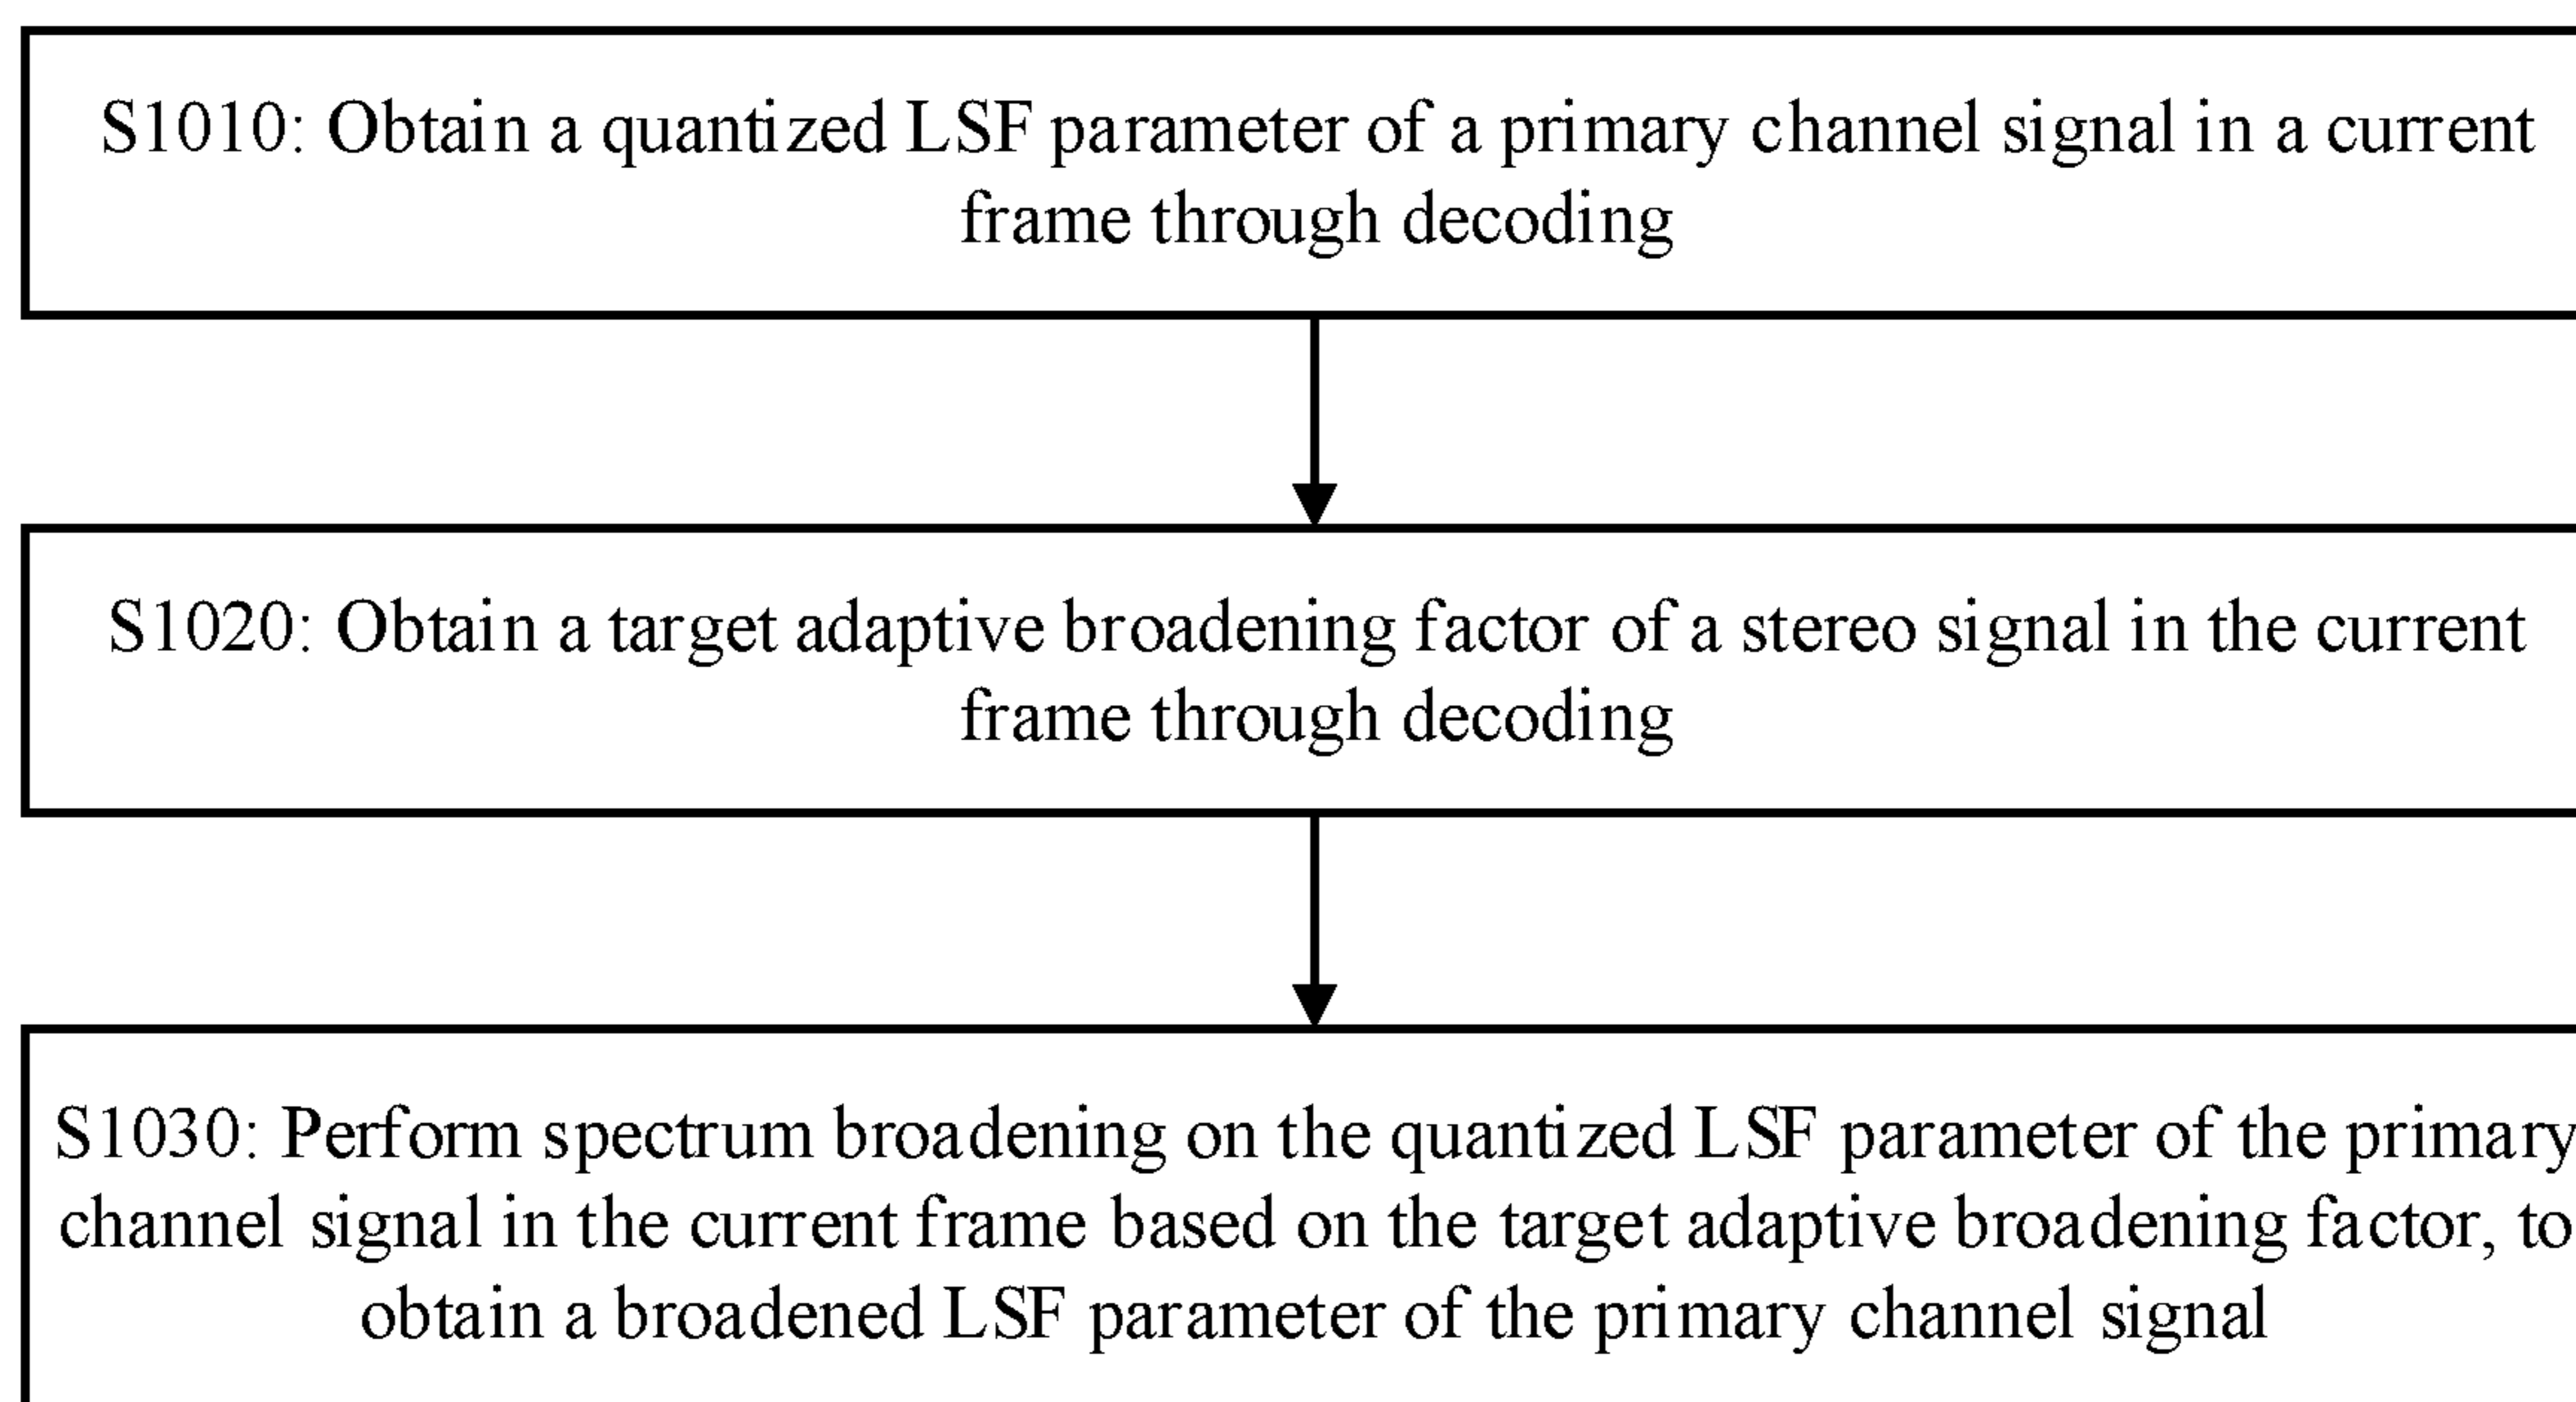 S1010: Obtain a quantized LSF parameter of a primary channel signal in a current
frame through decoding
S1020: Obtain a target adaptive broadening factor of a stereo signal in the current
frame through decoding
S1030: Perform spectrum broadening on the quantized LSF parameter of the primary
channel signal in the current frame based on the target adaptive broadening factor, to
obtain a broadened LSF parameter of the primary channel signal